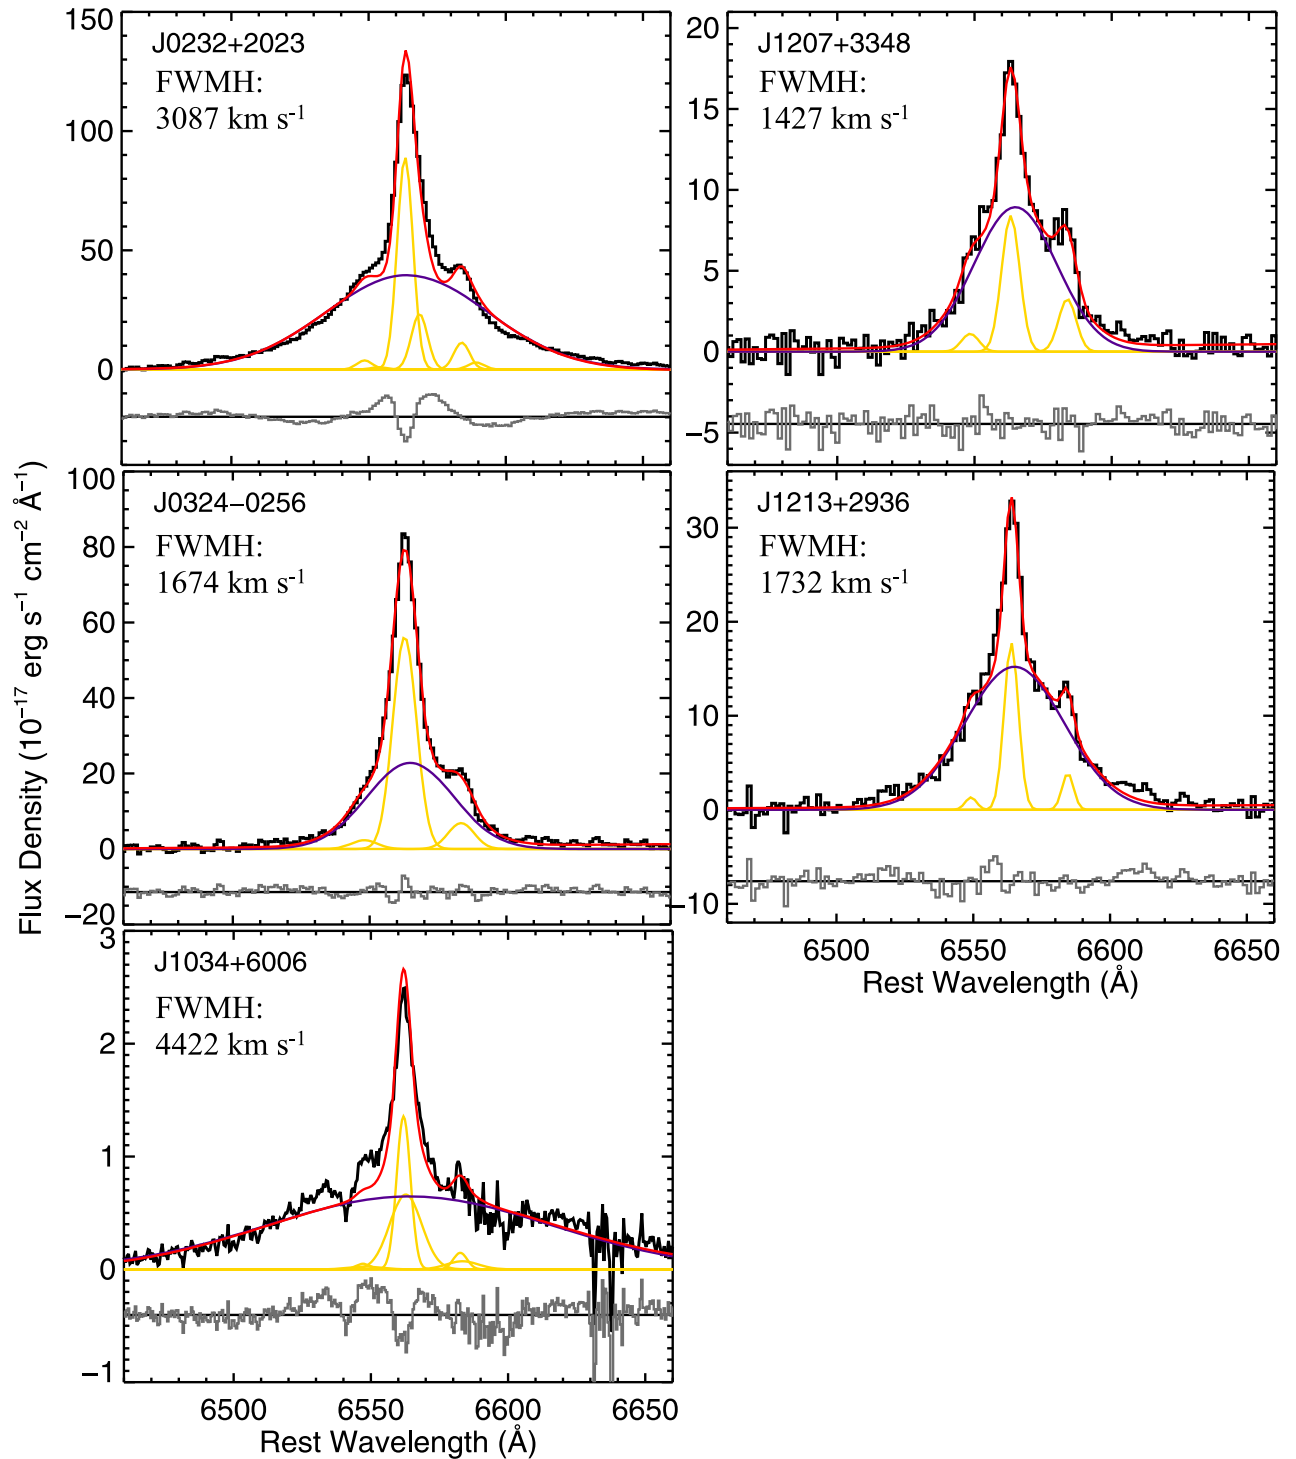 J0232+2023
FWMH:
3087 km s⁻¹
150
100
50
0
J1207+3348
FWMH:
1427 km s⁻¹
20
15
10
5
0
−5
J0324−0256
FWMH:
1674 km s⁻¹
100
80
60
40
20
0
−20
J1213+2936
FWMH:
1732 km s⁻¹
30
20
10
0
−10
6500 6550 6600 6650
Rest Wavelength (Å)
J1034+6006
FWMH:
4422 km s⁻¹
3
2
1
0
−1
6500 6550 6600 6650
Rest Wavelength (Å)
Flux Density (10⁻¹⁷ erg s⁻¹ cm⁻² Å⁻¹)